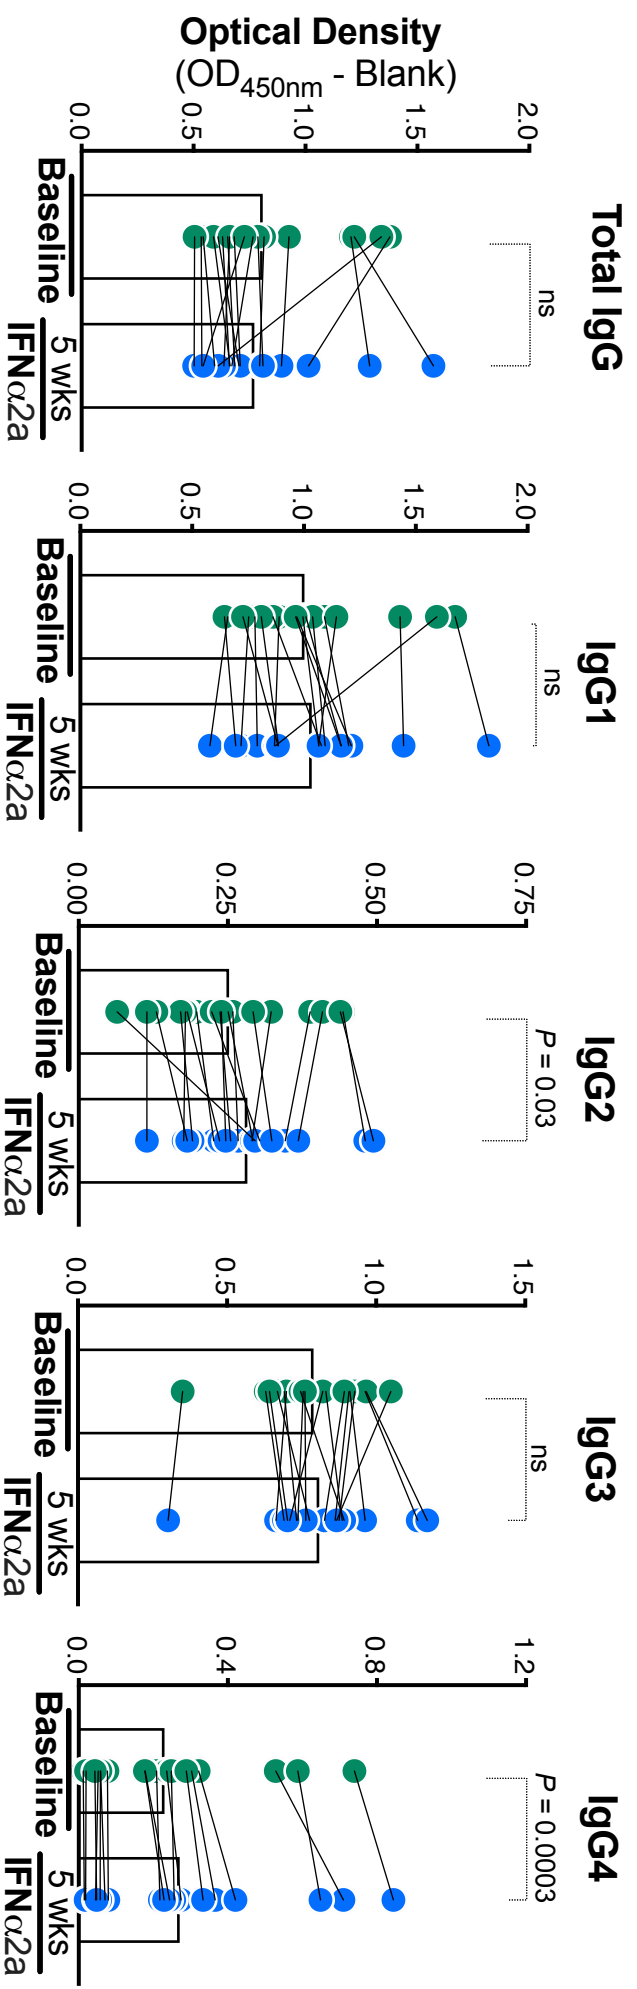 Optical Density
(OD450nm - Blank)
Total IgG
ns
2.0
1.5
1.0
0.5
0.0
Baseline
5 wks
IFNα2a
IgG1
ns
2.0
1.5
1.0
0.5
0.0
Baseline
5 wks
IFNα2a
IgG2
P = 0.03
0.75
0.50
0.25
0.00
Baseline
5 wks
IFNα2a
IgG3
ns
1.5
1.0
0.5
0.0
Baseline
5 wks
IFNα2a
IgG4
P = 0.0003
1.2
0.8
0.4
0.0
Baseline
5 wks
IFNα2a